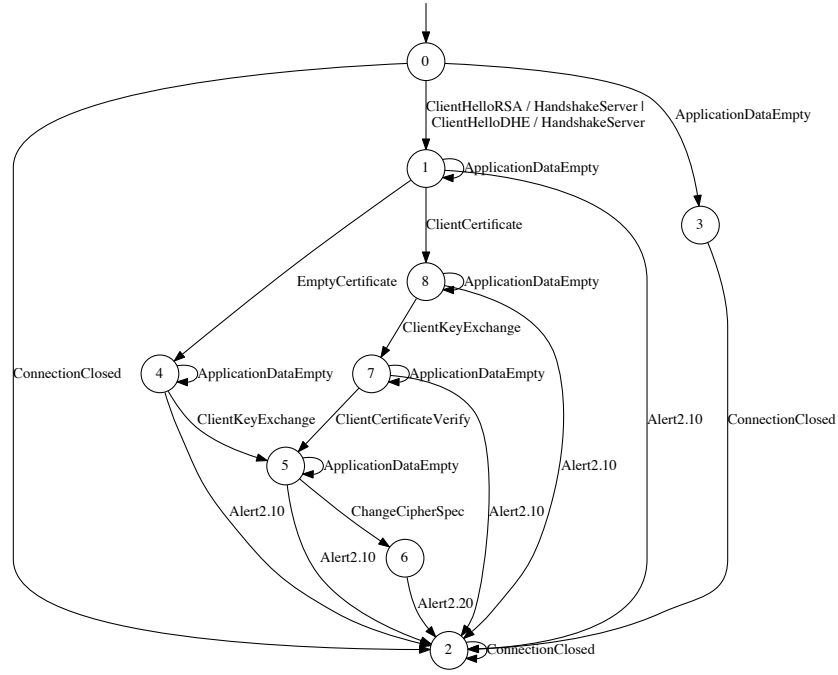 0
ClientHelloRSA / HandshakeServer |
ClientHelloDHE / HandshakeServer
ApplicationDataEmpty
1
ApplicationDataEmpty
3
ClientCertificate
EmptyCertificate
8
ApplicationDataEmpty
ClientKeyExchange
ConnectionClosed
4
ApplicationDataEmpty
7
ApplicationDataEmpty
ClientKeyExchange
ClientCertificateVerify
Alert2.10
ConnectionClosed
5
ApplicationDataEmpty
Alert2.10
Alert2.10
ChangeCipherSpec
Alert2.10
Alert2.10
6
Alert2.20
2
ConnectionClosed